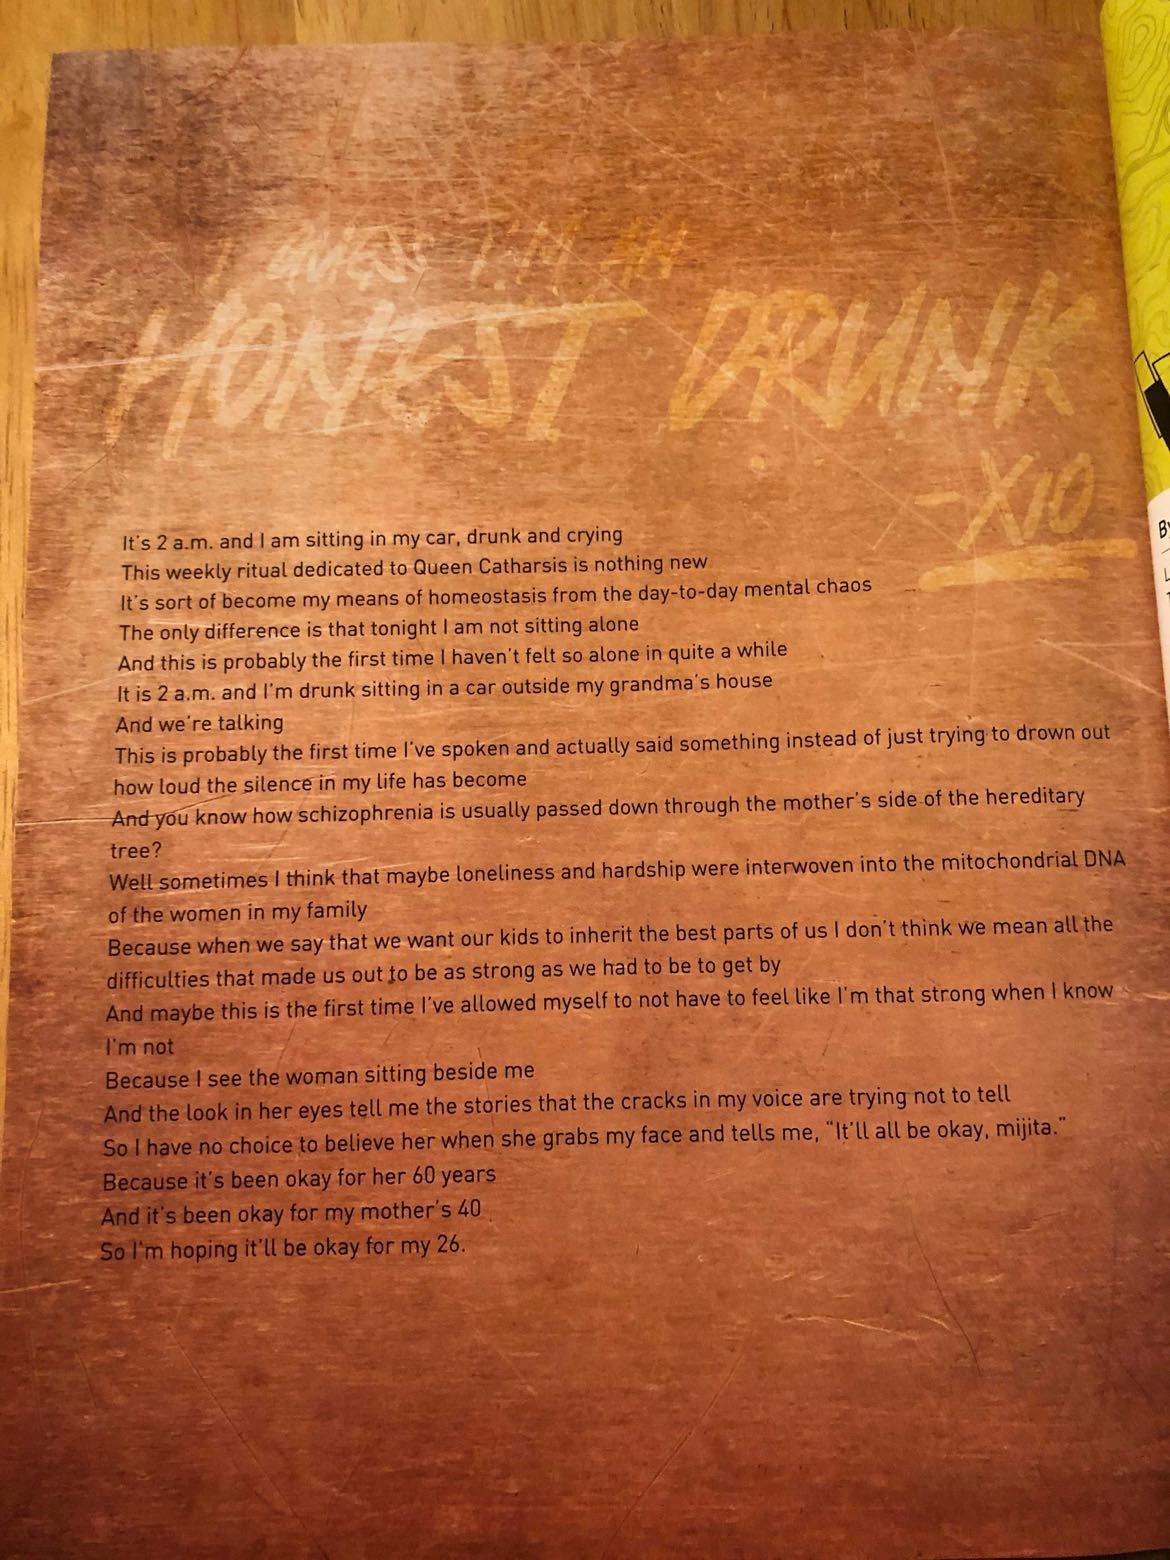 I GUESS I'M AN
HONEST DRUNK
-XIO
It's 2 a.m. and I am sitting in my car, drunk and crying
This weekly ritual dedicated to Queen Catharsis is nothing new
It's sort of become my means of homeostasis from the day-to-day mental chaos
The only difference is that tonight I am not sitting alone
And this is probably the first time I haven't felt so alone in quite a while
It is 2 a.m. and I'm drunk sitting in a car outside my grandma's house
And we're talking
This is probably the first time I've spoken and actually said something instead of just trying to drown out
how loud the silence in my life has become
And you know how schizophrenia is usually passed down through the mother's side of the hereditary
tree?
Well sometimes I think that maybe loneliness and hardship were interwoven into the mitochondrial DNA
of the women in my family
Because when we say that we want our kids to inherit the best parts of us I don't think we mean all the
difficulties that made us out to be as strong as we had to be to get by
And maybe this is the first time I've allowed myself to not have to feel like I'm that strong when I know
I'm not
Because I see the woman sitting beside me
And the look in her eyes tell me the stories that the cracks in my voice are trying not to tell
So I have no choice to believe her when she grabs my face and tells me, "It'll all be okay, mijita."
Because it's been okay for her 60 years
And it's been okay for my mother's 40
So I'm hoping it'll be okay for my 26.